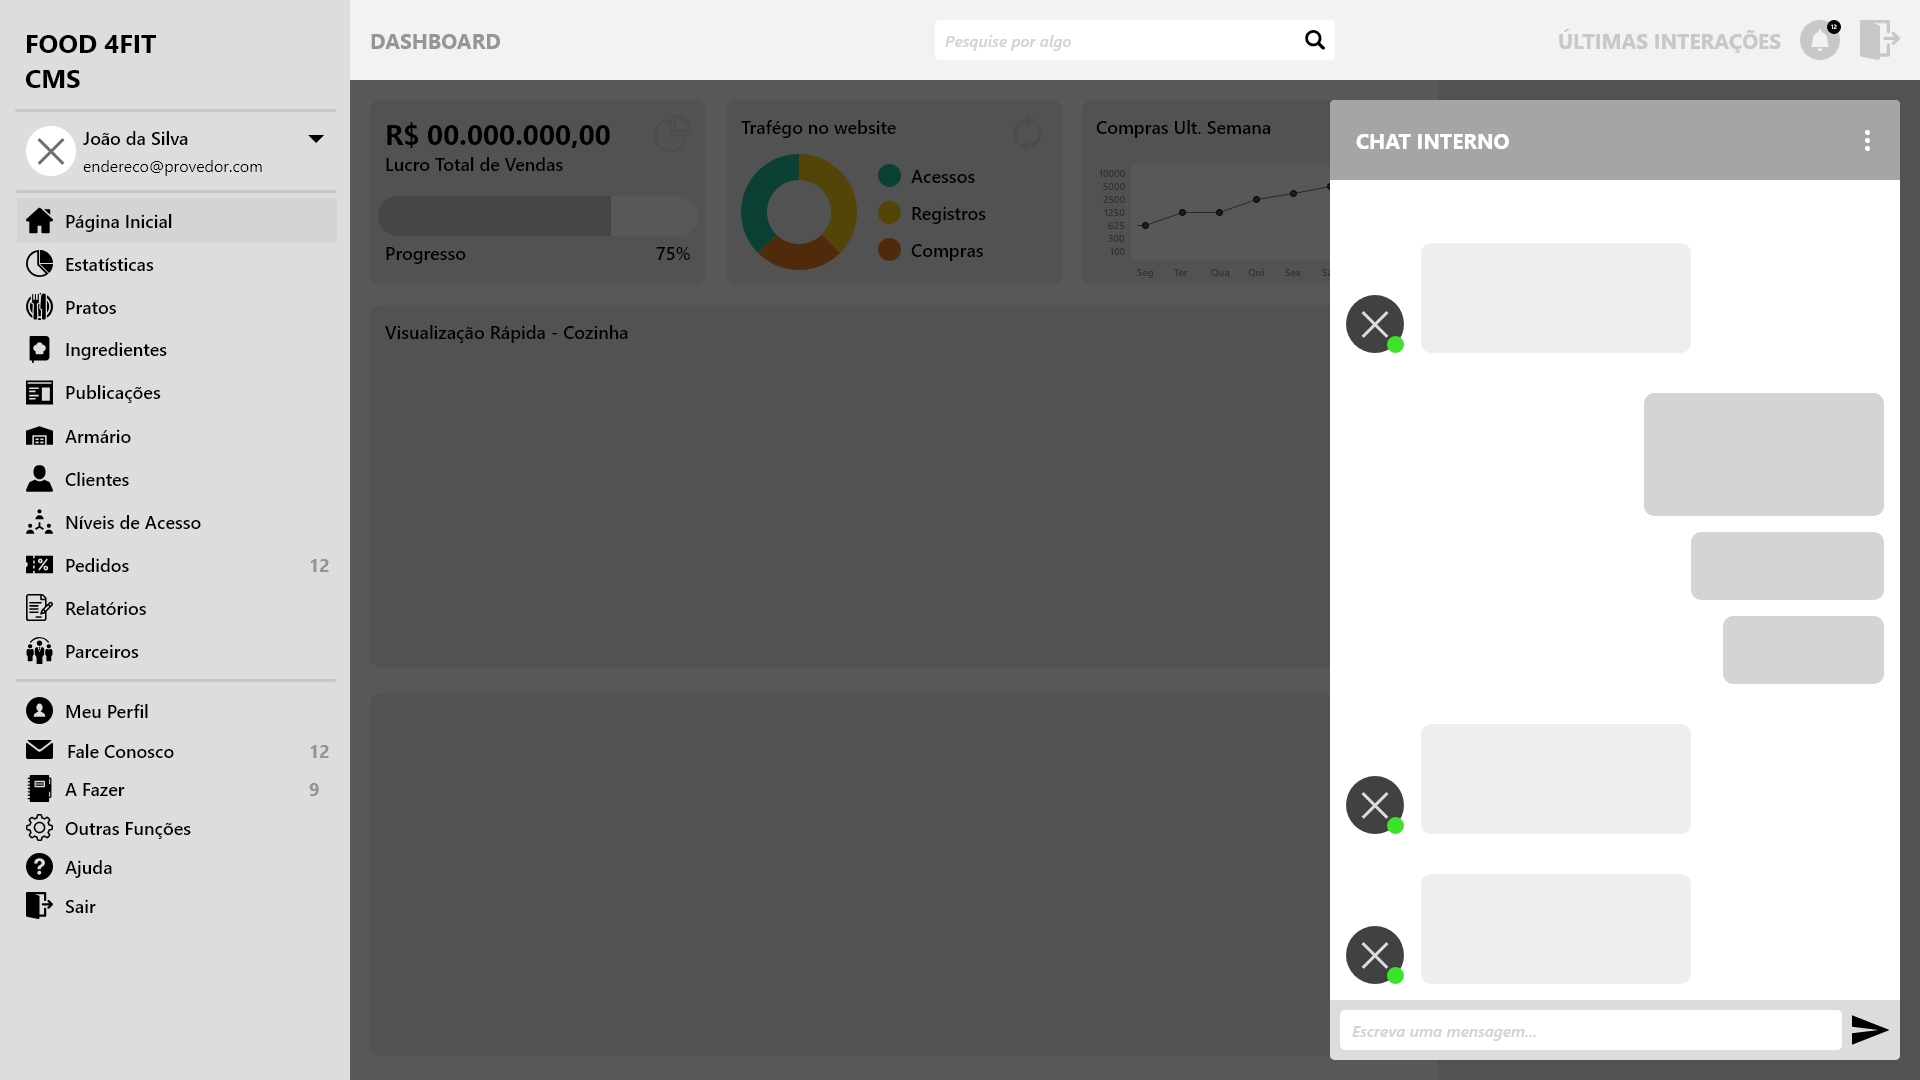 FOOD 4FIT
CMS
João da Silva
endereco@provedor.com
Página Inicial
Estatísticas
Pratos
Ingredientes
Publicações
Armário
Clientes
Níveis de Acesso
Pedidos 12
Relatórios
Parceiros
Meu Perfil
Fale Conosco 12
A Fazer 9
Outras Funções
Ajuda
Sair
DASHBOARD
Pesquise por algo
ÚLTIMAS INTERAÇÕES
12
R$ 00.000.000,00
Lucro Total de Vendas
Progresso 75%
Trafégo no website
Acessos
Registros
Compras
Compras Ult. Semana
10000
5000
2500
1250
625
300
100
Seg Ter Qua Qui Sex
Visualização Rápida - Cozinha
CHAT INTERNO
Escreva uma mensagem...